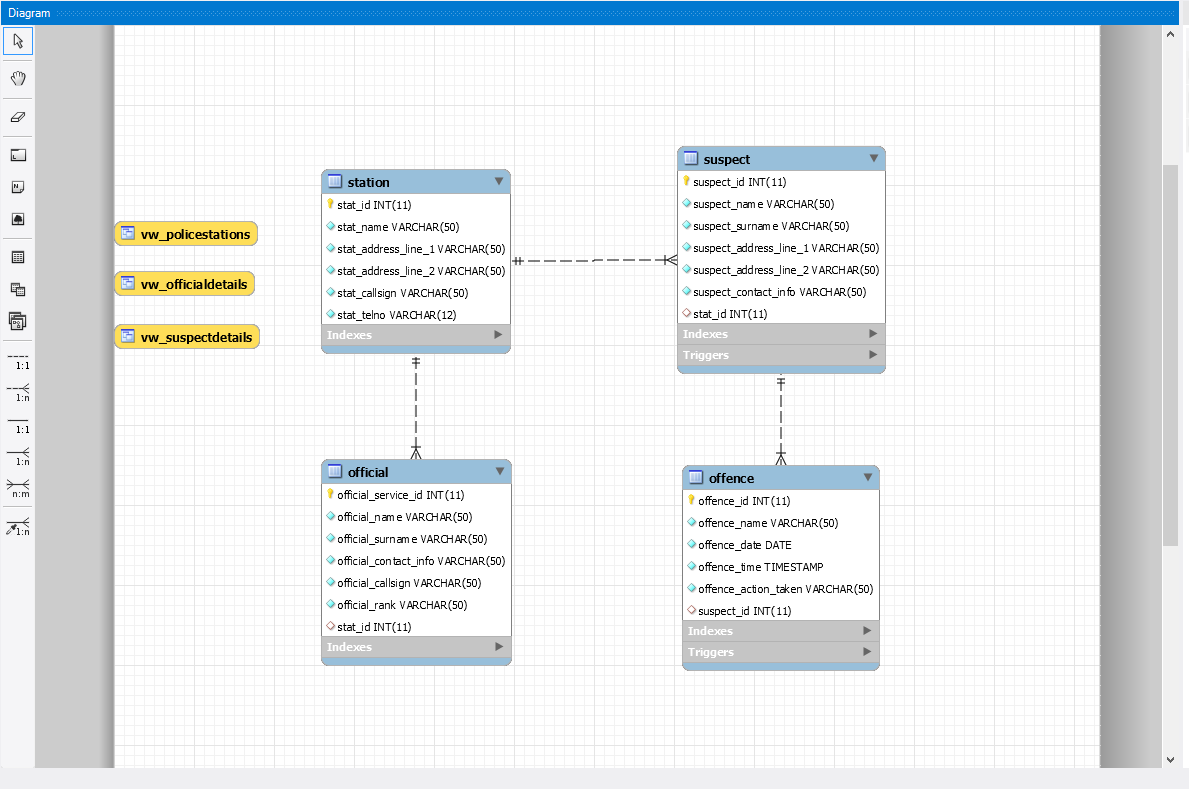 Diagram
1:1
1:n
1:1
1:n
n:m
1:n
vw_policestations
vw_officialdetails
vw_suspectdetails
station
stat_id INT(11)
stat_name VARCHAR(50)
stat_address_line_1 VARCHAR(50)
stat_address_line_2 VARCHAR(50)
stat_callsign VARCHAR(50)
stat_telno VARCHAR(12)
Indexes
suspect
suspect_id INT(11)
suspect_name VARCHAR(50)
suspect_surname VARCHAR(50)
suspect_address_line_1 VARCHAR(50)
suspect_address_line_2 VARCHAR(50)
suspect_contact_info VARCHAR(50)
stat_id INT(11)
Indexes
Triggers
official
official_service_id INT(11)
official_name VARCHAR(50)
official_surname VARCHAR(50)
official_contact_info VARCHAR(50)
official_callsign VARCHAR(50)
official_rank VARCHAR(50)
stat_id INT(11)
Indexes
offence
offence_id INT(11)
offence_name VARCHAR(50)
offence_date DATE
offence_time TIMESTAMP
offence_action_taken VARCHAR(50)
suspect_id INT(11)
Indexes
Triggers